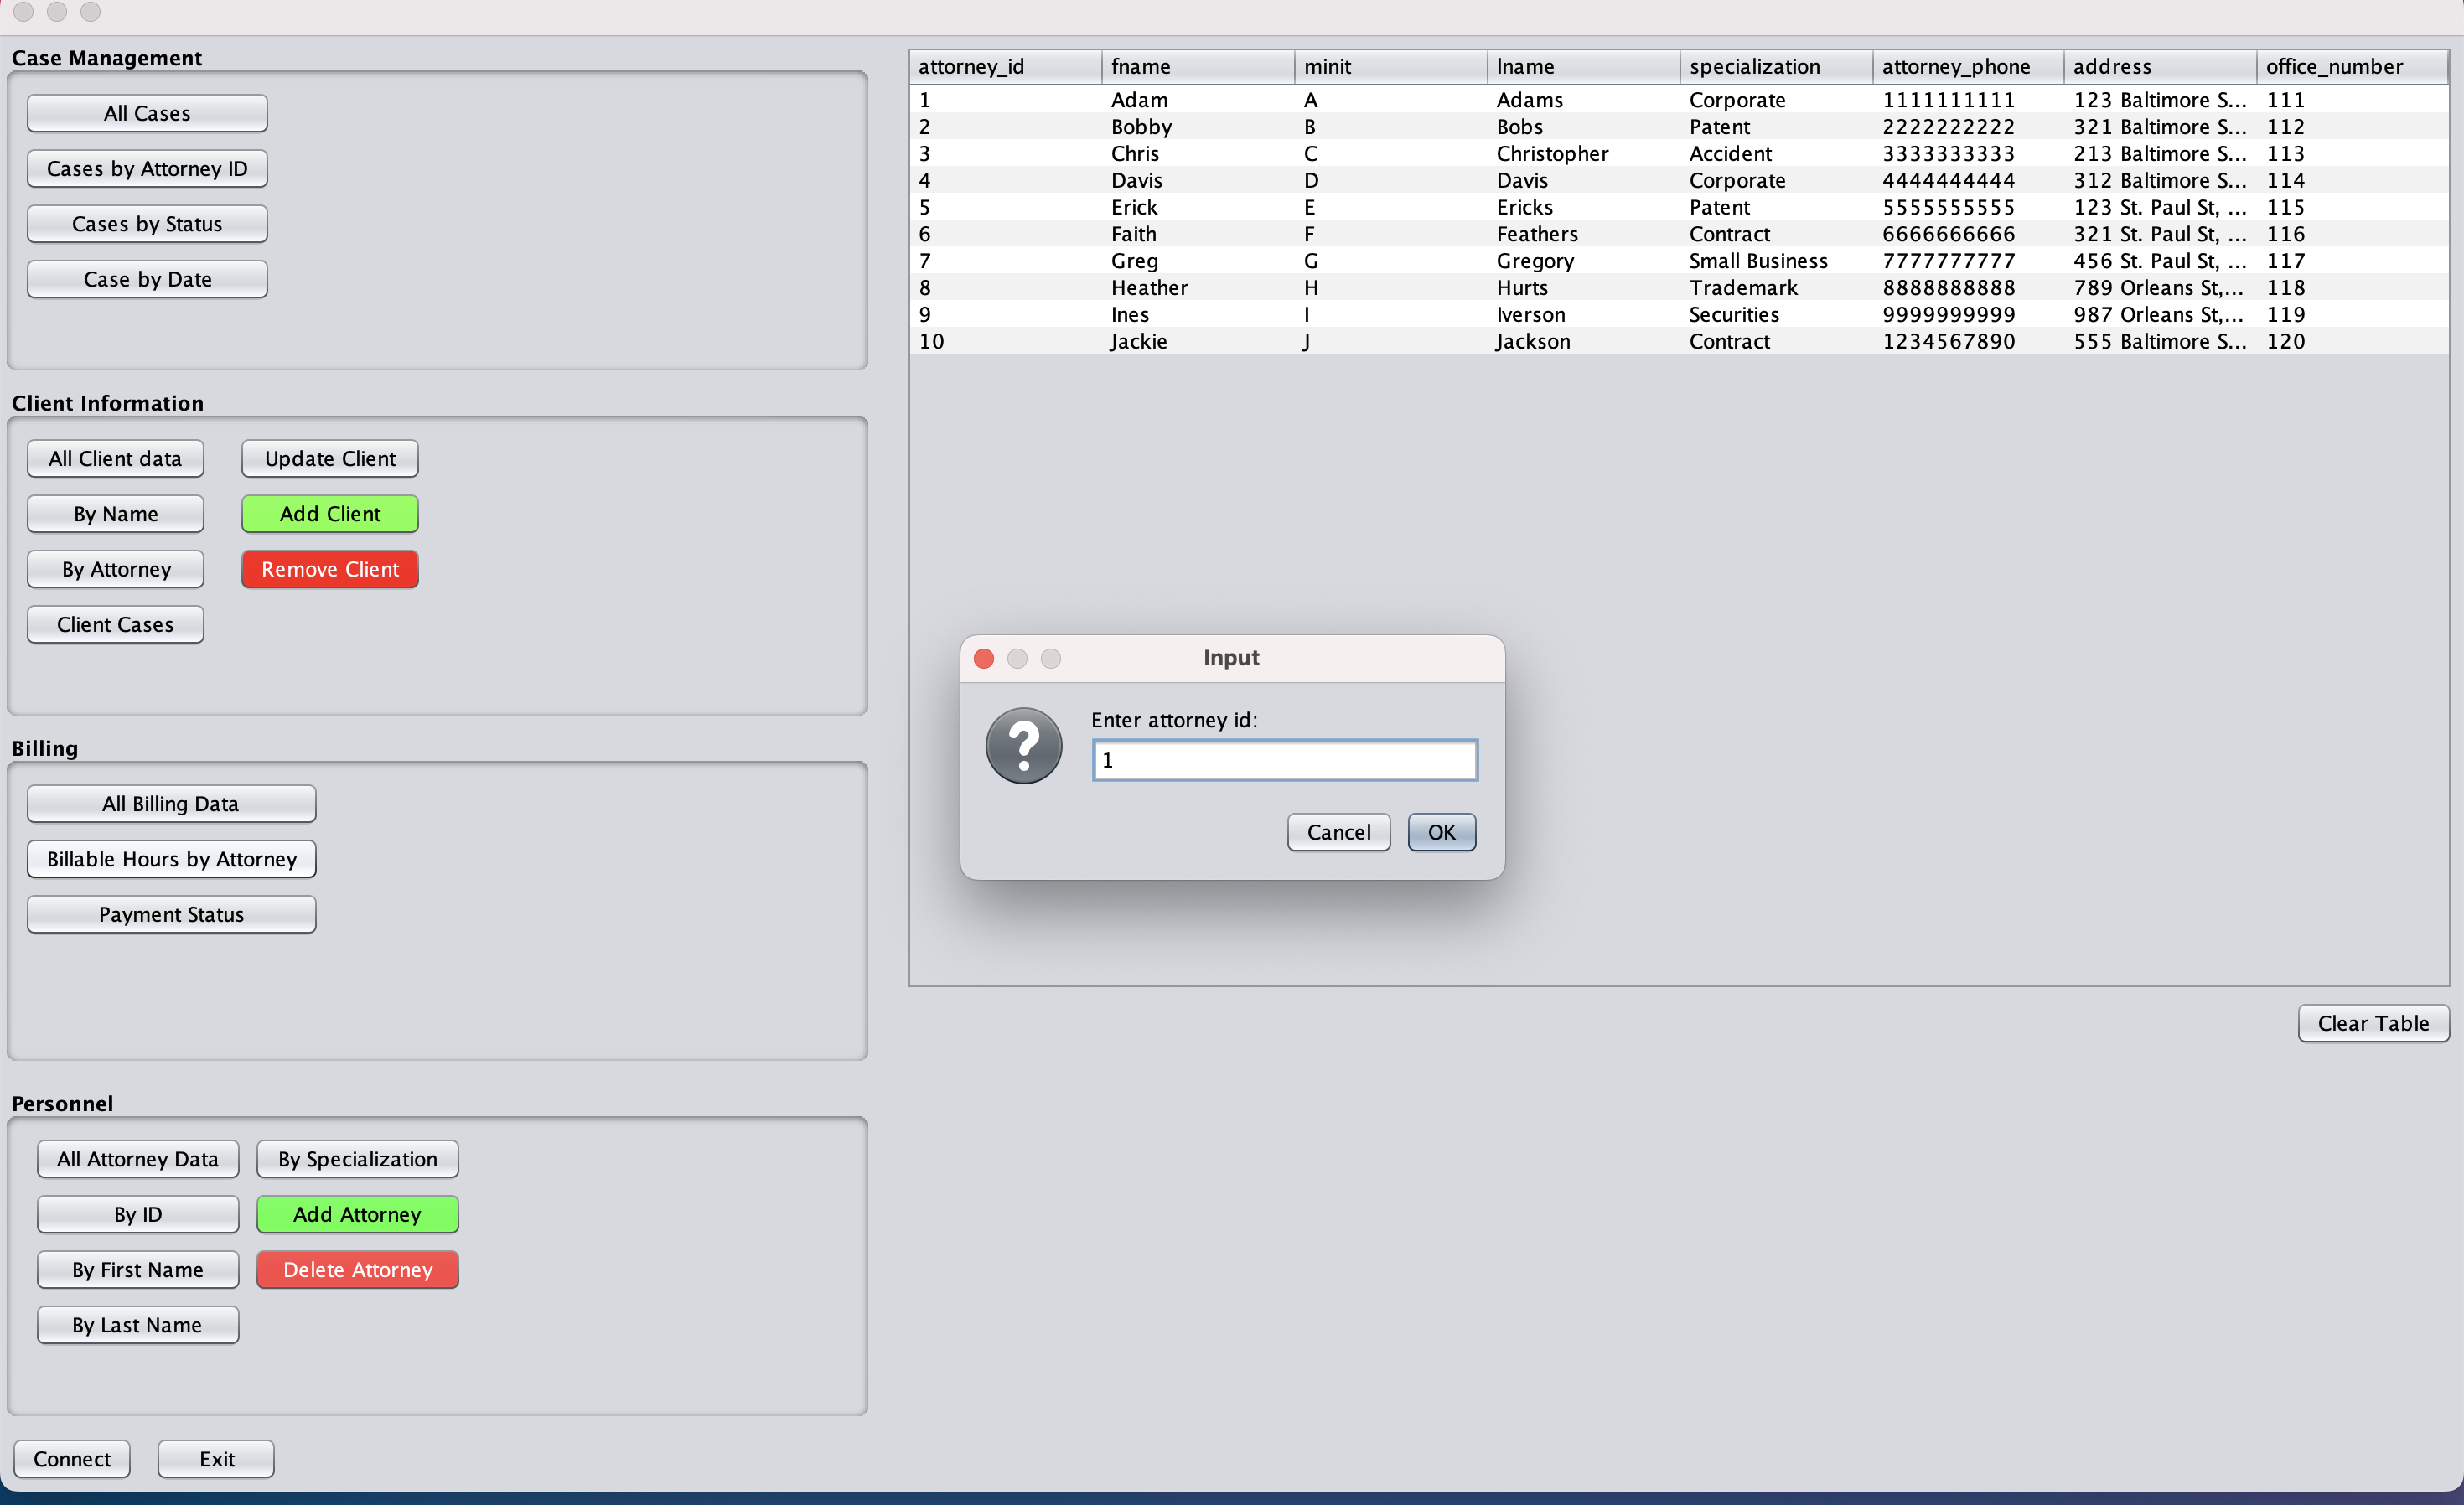 Case Management
All Cases
Cases by Attorney ID
Cases by Status
Case by Date
Client Information
All Client data Update Client
By Name Add Client
By Attorney Remove Client
Client Cases
Billing
All Billing Data
Billable Hours by Attorney
Payment Status
Personnel
All Attorney Data By Specialization
By ID Add Attorney
By First Name Delete Attorney
By Last Name
Connect Exit
attorney_id fname minit lname specialization attorney_phone address office_number
1 Adam A Adams Corporate 1111111111 123 Baltimore S... 111
2 Bobby B Bobs Patent 2222222222 321 Baltimore S... 112
3 Chris C Christopher Accident 3333333333 213 Baltimore S... 113
4 Davis D Davis Corporate 4444444444 312 Baltimore S... 114
5 Erick E Ericks Patent 5555555555 123 St. Paul St, ... 115
6 Faith F Feathers Contract 6666666666 321 St. Paul St, ... 116
7 Greg G Gregory Small Business 7777777777 456 St. Paul St, ... 117
8 Heather H Hurts Trademark 8888888888 789 Orleans St,... 118
9 Ines I Iverson Securities 9999999999 987 Orleans St,... 119
10 Jackie J Jackson Contract 1234567890 555 Baltimore S... 120
Input
?
Enter attorney id:
1
Cancel OK
Clear Table